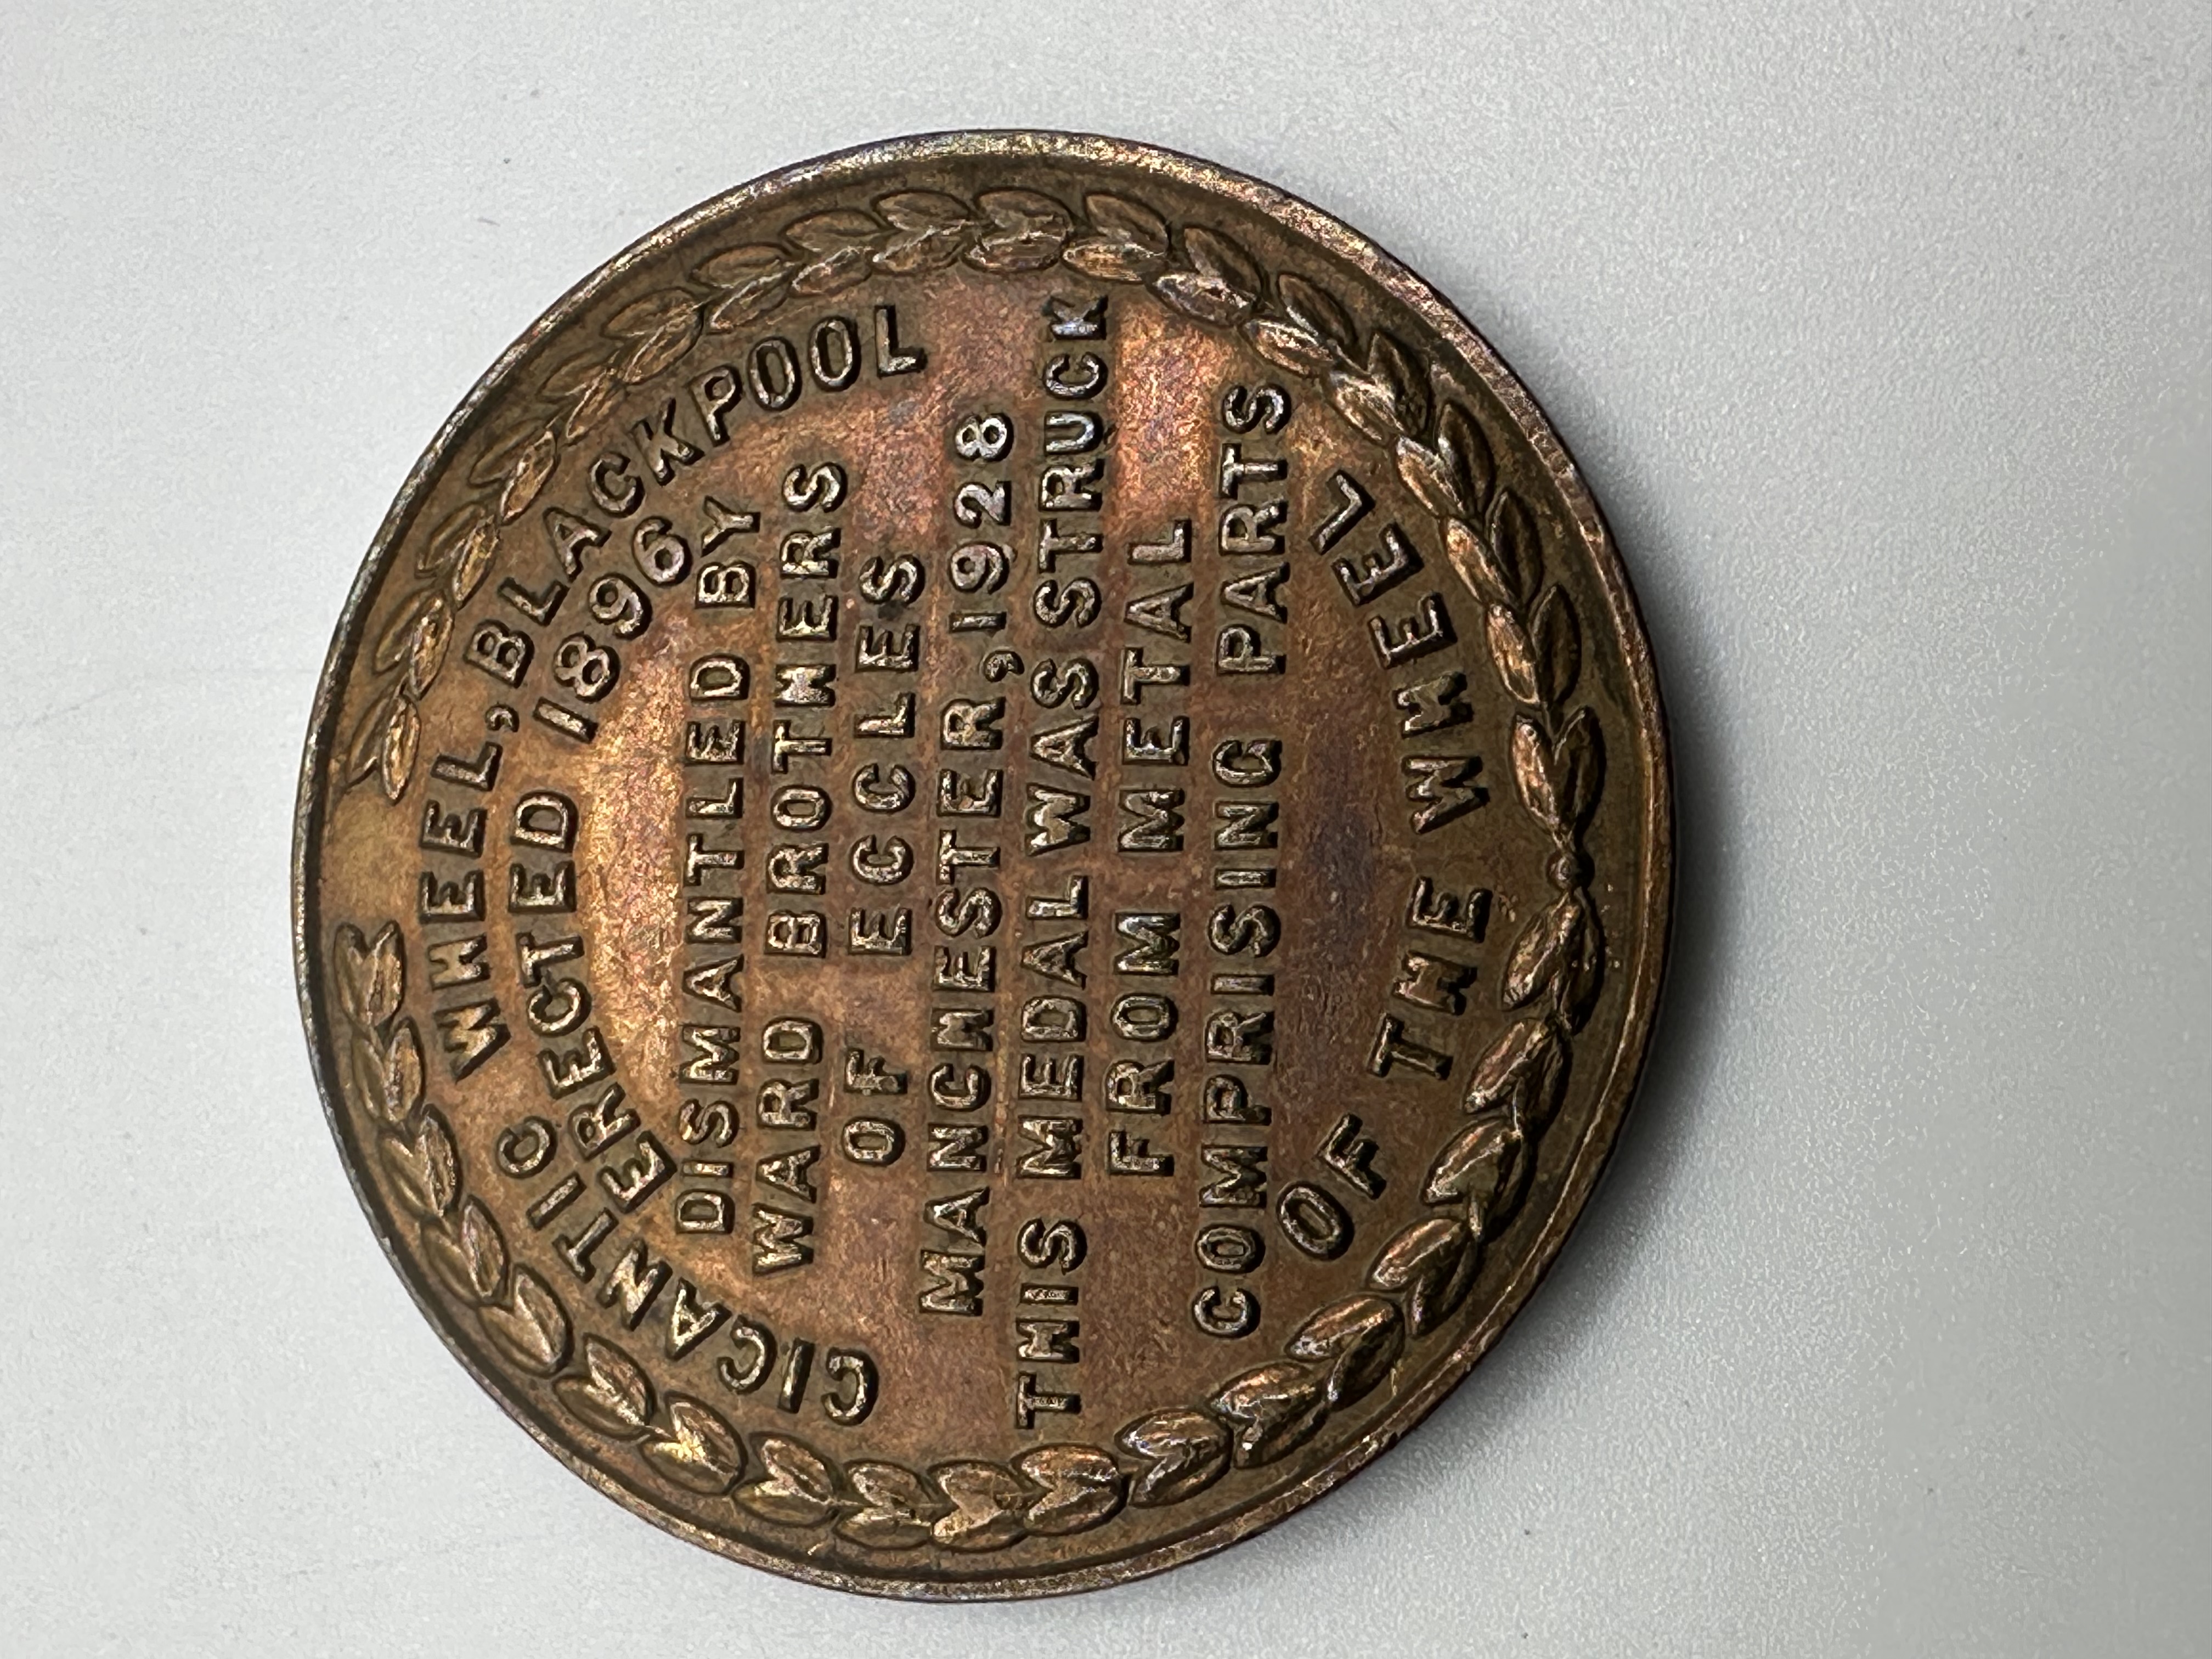 GIGANTIC WHEEL, BLACKPOOL
ERECTED 1896
DISMANTLED BY
WARD BROTHERS
OF ECCLES
MANCHESTER, 1928
THIS MEDAL WAS STRUCK
FROM METAL
COMPRISING PARTS
OF THE WHEEL